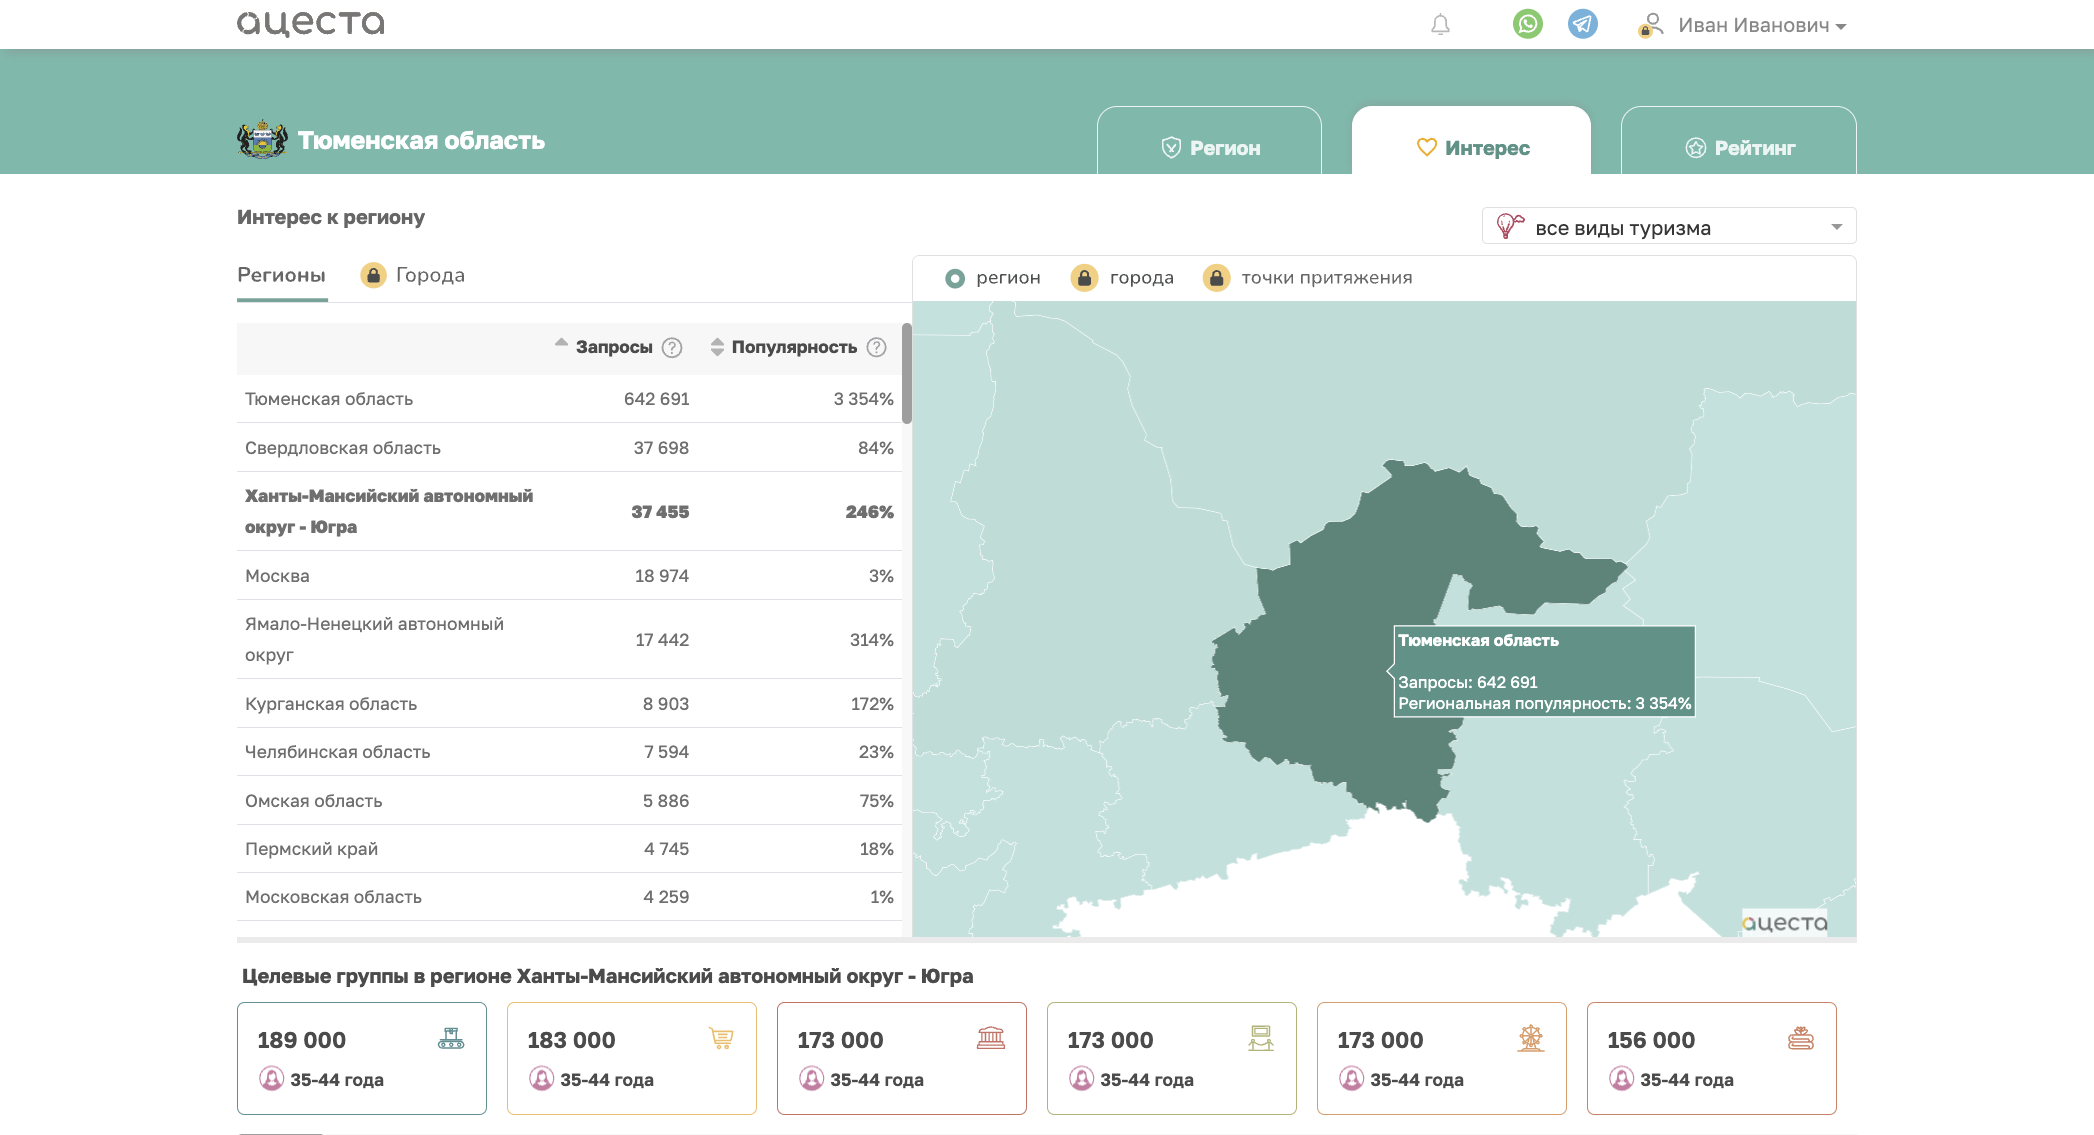 ацеста
Иван Иванович
Тюменская область
Регион
Интерес
Рейтинг
Интерес к региону
все виды туризма
Регионы
Города
регион
города
точки притяжения
Запросы ?
Популярность ?
Тюменская область 642 691 3 354%
Свердловская область 37 698 84%
Ханты-Мансийский автономный
округ - Югра 37 455 246%
Москва 18 974 3%
Ямало-Ненецкий автономный
округ 17 442 314%
Курганская область 8 903 172%
Челябинская область 7 594 23%
Омская область 5 886 75%
Пермский край 4 745 18%
Московская область 4 259 1%
Тюменская область
Запросы: 642 691
Региональная популярность: 3 354%
ацеста
Целевые группы в регионе Ханты-Мансийский автономный округ - Югра
189 000
35-44 года
183 000
35-44 года
173 000
35-44 года
173 000
35-44 года
173 000
35-44 года
156 000
35-44 года